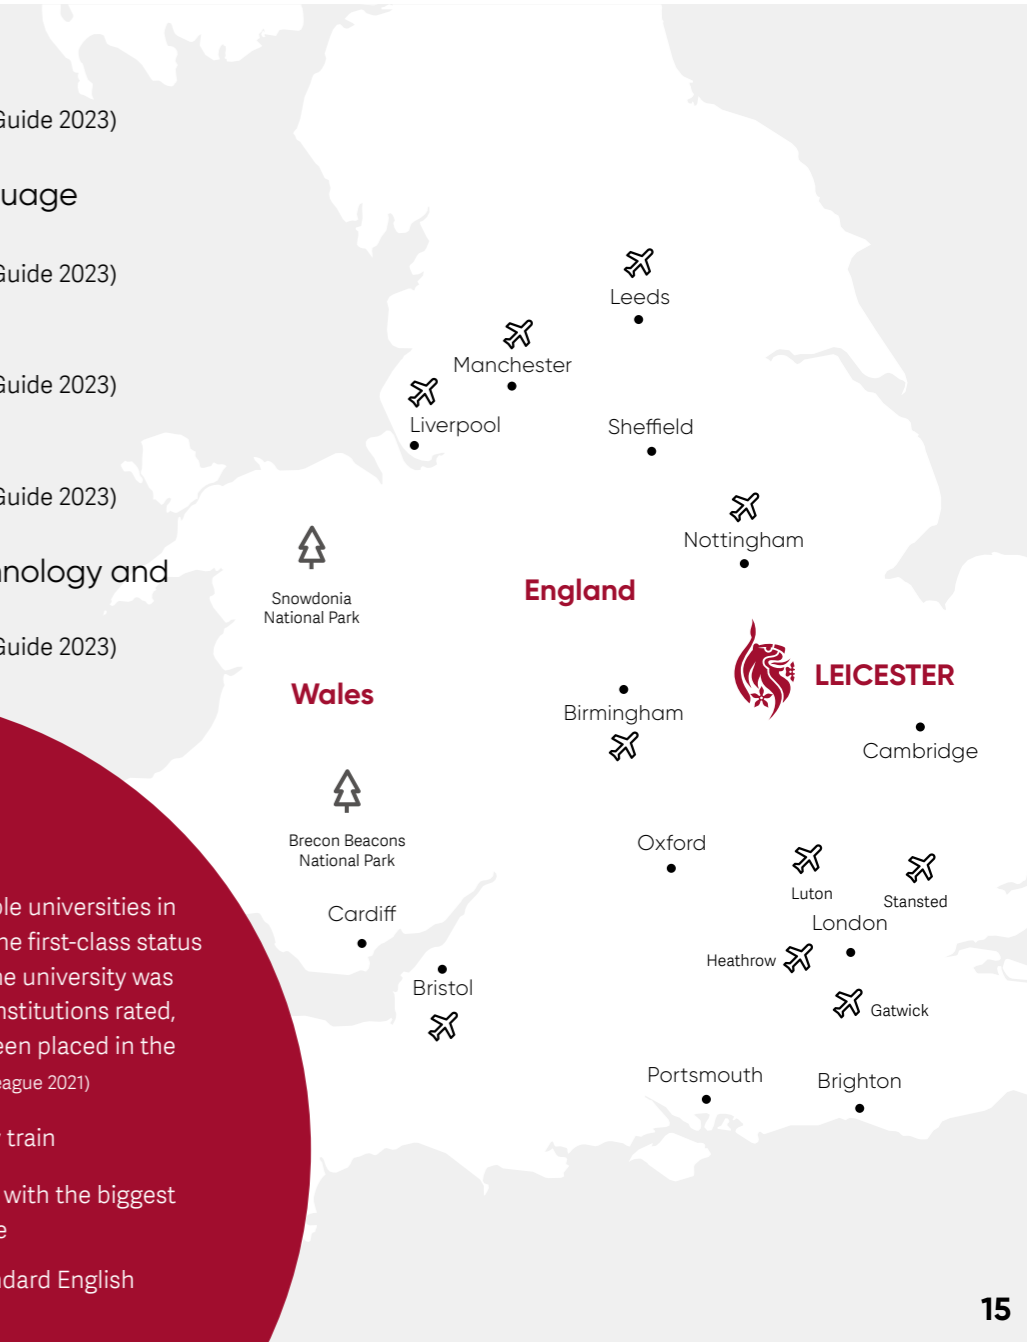 Guide 2023)
uage
Guide 2023)
Guide 2023)
Guide 2023)
nology and
Guide 2023)
ble universities in
he first-class status
he university was
nstitutions rated,
een placed in the
eague 2021)
train
with the biggest
e
ndard English
Leeds
Manchester
Liverpool
Sheffield
Nottingham
Snowdonia
National Park
England
Wales
LEICESTER
Birmingham
Cambridge
Brecon Beacons
National Park
Oxford
Luton
Stansted
Cardiff
London
Heathrow
Bristol
Gatwick
Portsmouth
Brighton
15